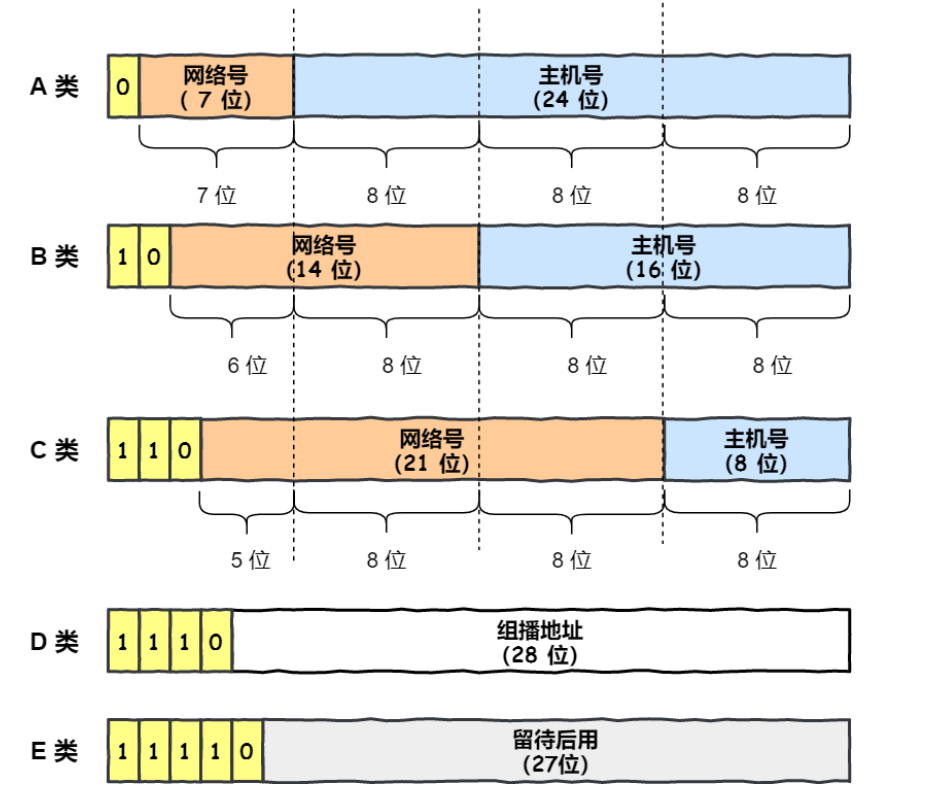 A 类
0
网络号
( 7 位)
主机号
(24 位)
7 位
8 位
8 位
8 位
B 类
1 0
网络号
(14 位)
主机号
(16 位)
6 位
8 位
8 位
8 位
C 类
1 1 0
网络号
(21 位)
主机号
(8 位)
5 位
8 位
8 位
8 位
D 类
1 1 1 0
组播地址
(28 位)
E 类
1 1 1 1 0
留待后用
(27位)